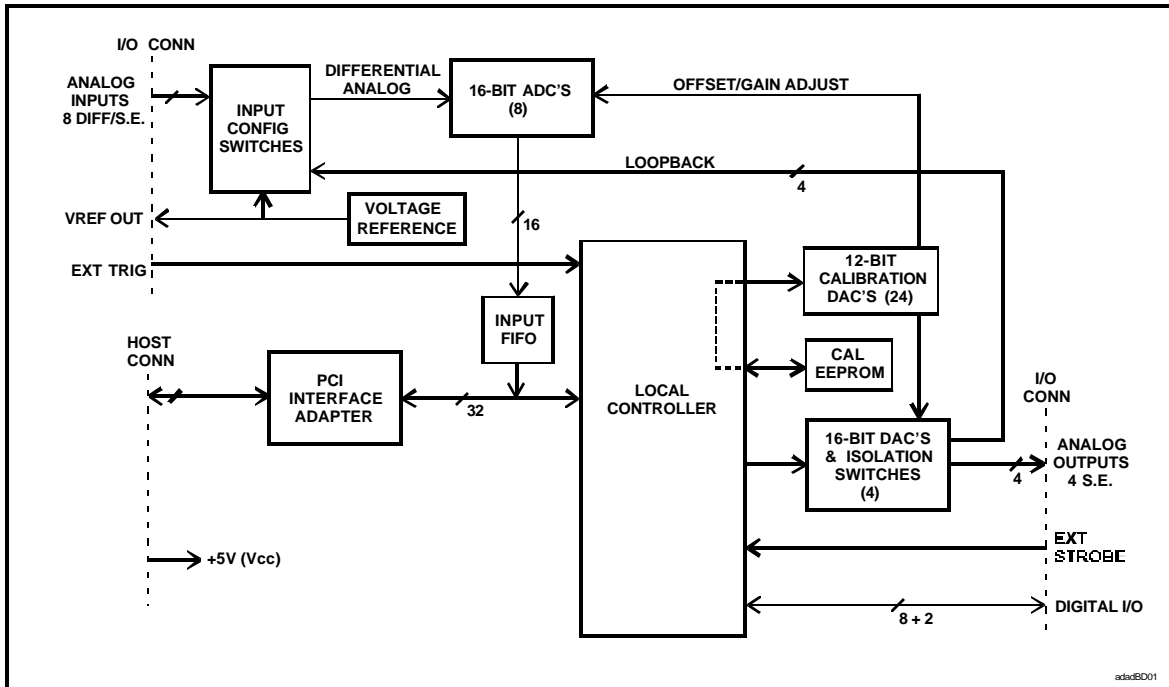 I/O CONN
ANALOG
INPUTS
8 DIFF/S.E.
INPUT
CONFIG
SWITCHES
DIFFERENTIAL
ANALOG
16-BIT ADC'S
(8)
OFFSET/GAIN ADJUST
LOOPBACK
4
VREF OUT
VOLTAGE
REFERENCE
16
EXT TRIG
12-BIT
CALIBRATION
DAC'S (24)
INPUT
FIFO
HOST
CONN
PCI
INTERFACE
ADAPTER
32
LOCAL
CONTROLLER
CAL
EEPROM
I/O
CONN
16-BIT DAC'S
& ISOLATION
SWITCHES
(4)
4
ANALOG
OUTPUTS
4 S.E.
+5V (Vcc)
EXT
STROBE
8 + 2
DIGITAL I/O
adadBD01